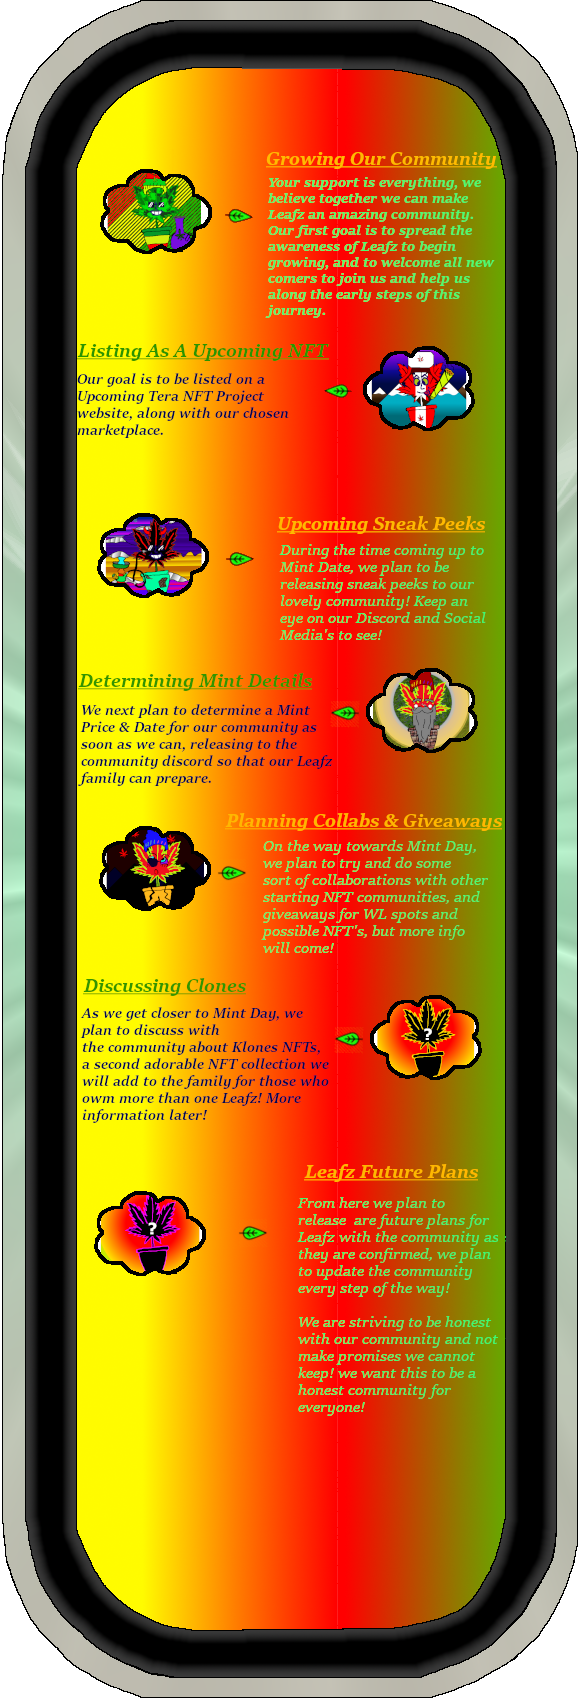 Growing Our Community
Your support is everything, we
believe together we can make
Leafz an amazing community.
Our first goal is to spread the
awareness of Leafz to begin
growing, and to welcome all new
comers to join us and help us
along the early steps of this
journey.
Listing As A Upcoming NFT
Our goal is to be listed on a
Upcoming Tera NFT Project
website, along with our chosen
marketplace.
Upcoming Sneak Peeks
During the time coming up to
Mint Date, we plan to be
releasing sneak peeks to our
lovely community! Keep an
eye on our Discord and Social
Media's to see!
Determining Mint Details
We next plan to determine a Mint
Price & Date for our community as
soon as we can, releasing to the
community discord so that our Leafz
family can prepare.
Planning Collabs & Giveaways
On the way towards Mint Day,
we plan to try and do some
sort of collaborations with other
starting NFT communities, and
giveaways for WL spots and
possible NFT's, but more info
will come!
Discussing Clones
As we get closer to Mint Day, we
plan to discuss with
the community about Klones NFTs,
a second adorable NFT collection we
will add to the family for those who
owm more than one Leafz! More
information later!
?
Leafz Future Plans
?
From here we plan to
release are future plans for
Leafz with the community as
they are confirmed, we plan
to update the community
every step of the way!
We are striving to be honest
with our community and not
make promises we cannot
keep! we want this to be a
honest community for
everyone!